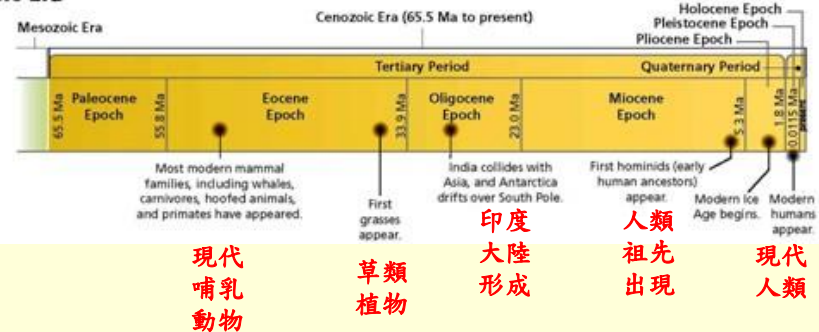 Cenozoic Era (65.5 Ma to present)
Holocene Epoch
Pleistocene Epoch
Pliocene Epoch
Mesozoic Era
Tertiary Period
Quaternary Period
65.5 Ma
Paleocene
Epoch
55.8 Ma
Eocene
Epoch
33.9 Ma
Oligocene
Epoch
23.0 Ma
Miocene
Epoch
5.3 Ma
1.8 Ma
0.0115 Ma
present
Most modern mammal
families, including whales,
carnivores, hoofed animals,
and primates have appeared.
First
grasses
appear.
India collides with
Asia, and Antarctica
drifts over South Pole.
First hominids (early
human ancestors)
appear.
Modern Ice
Age begins.
Modern
humans
appear.
現代
哺乳
動物
草類
植物
印度
大陸
形成
人類
祖先
出現
現代
人類